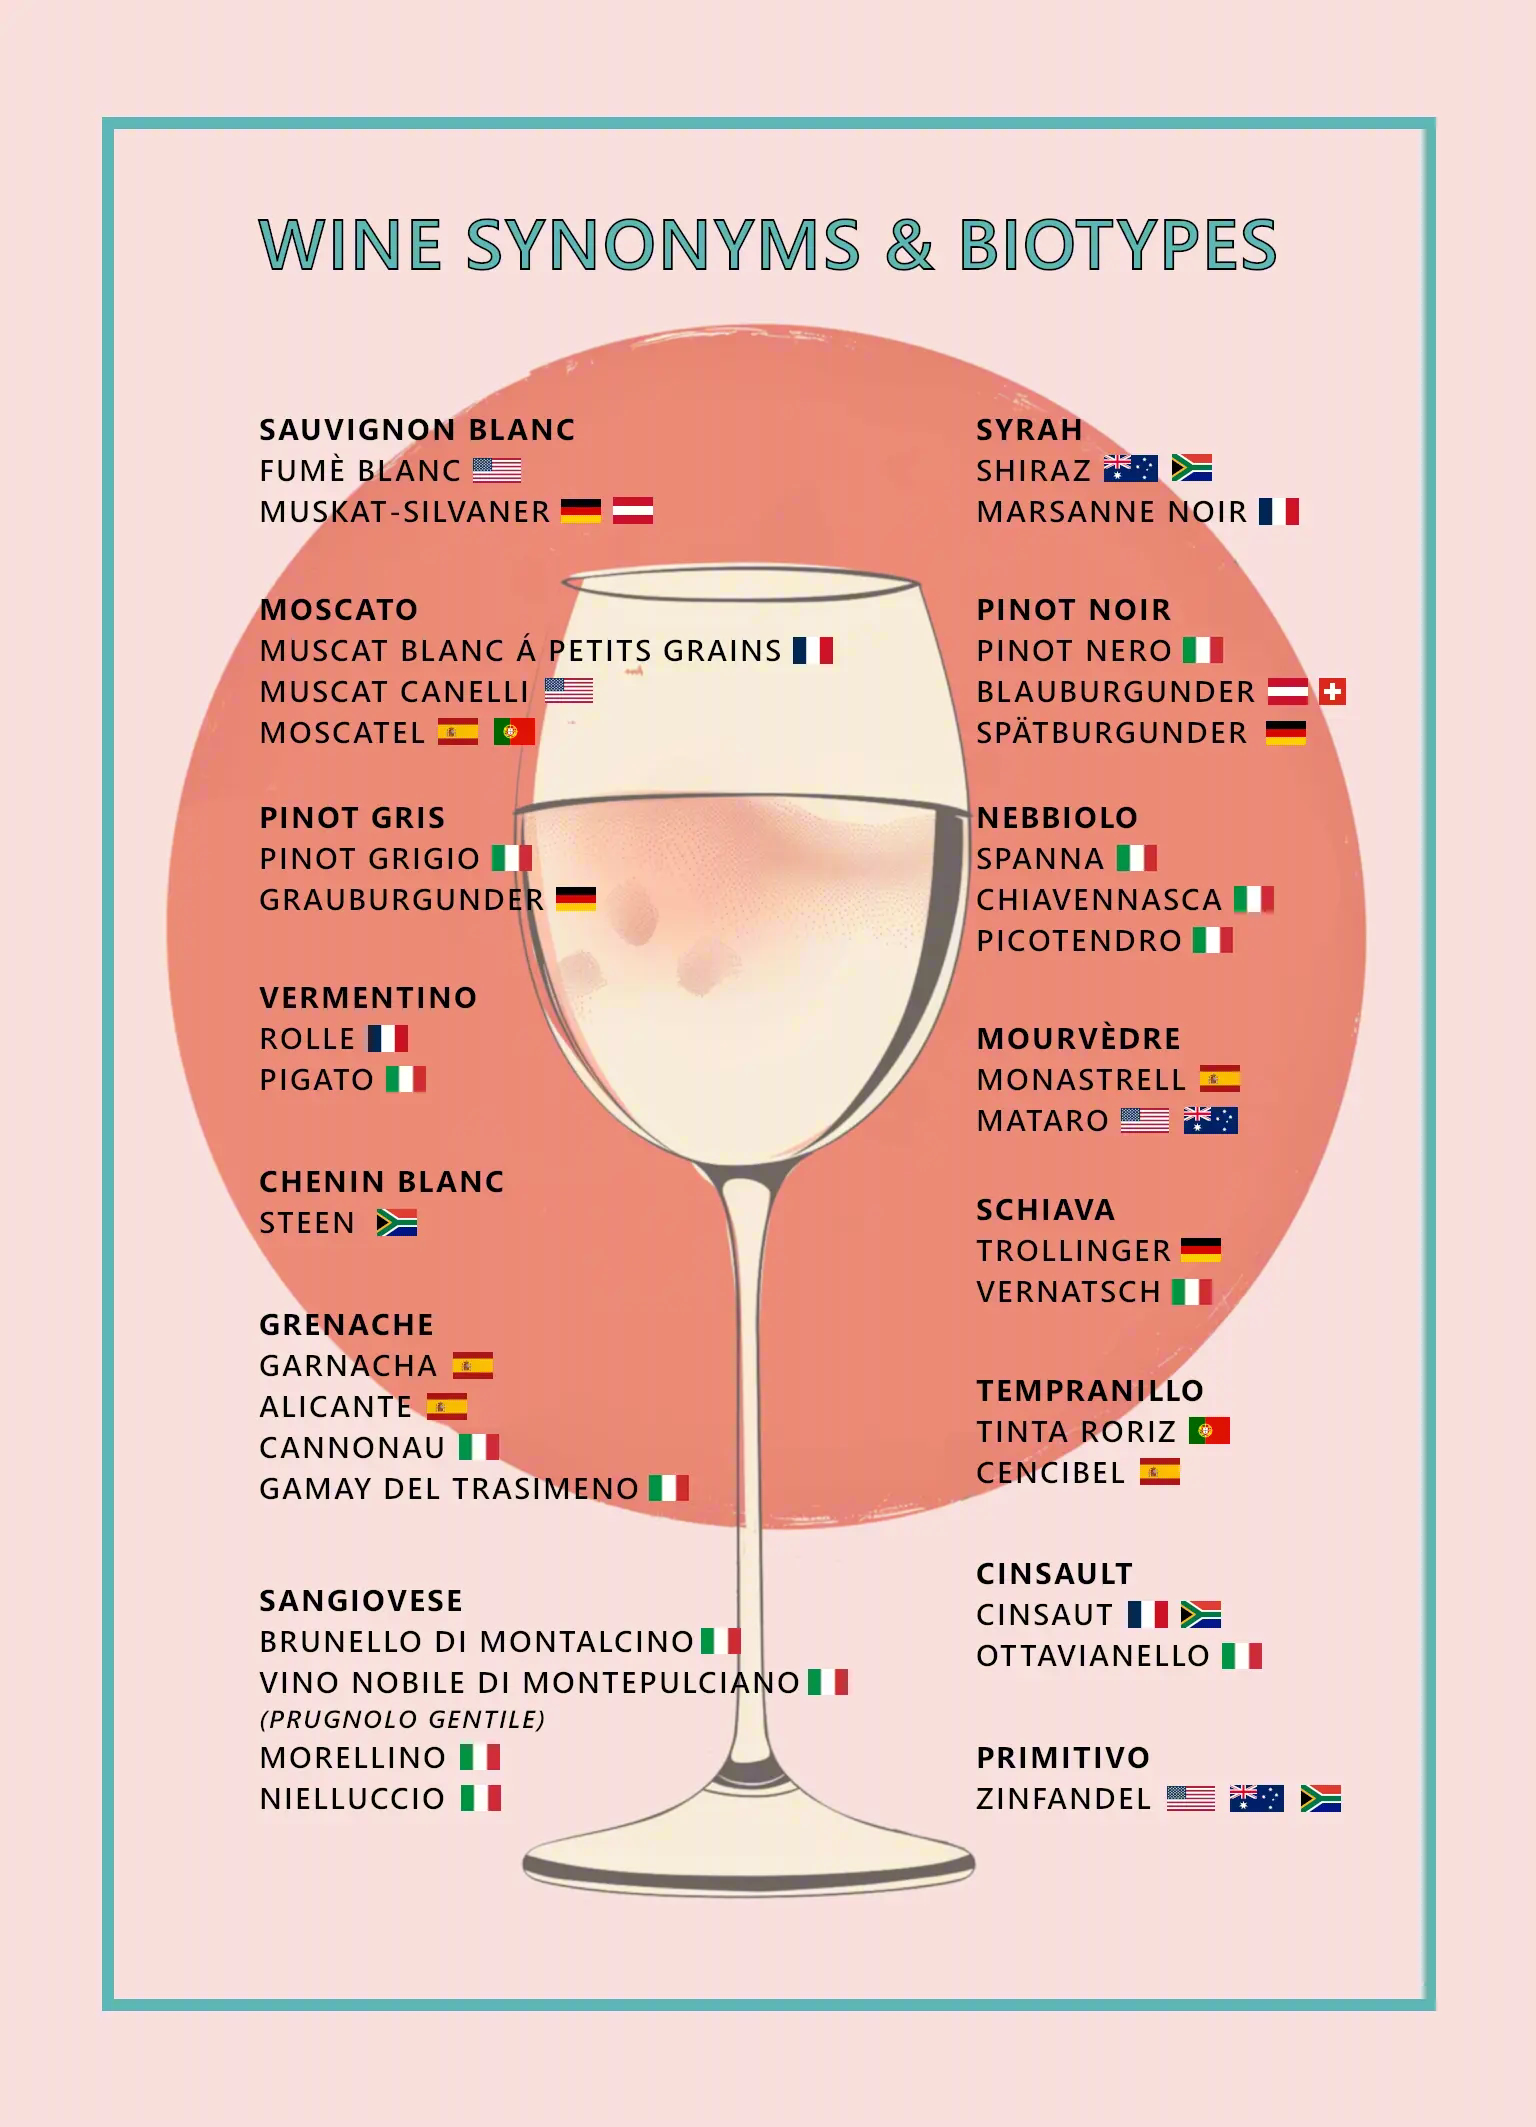 WINE SYNONYMS & BIOTYPES
SAUVIGNON BLANC
FUMÈ BLANC
MUSKAT-SILVANER
MOSCATO
MUSCAT BLANC Á PETITS GRAINS
MUSCAT CANELLI
MOSCATEL
PINOT GRIS
PINOT GRIGIO
GRAUBURGUNDER
VERMENTINO
ROLLE
PIGATO
CHENIN BLANC
STEEN
GRENACHE
GARNACHA
ALICANTE
CANNONAU
GAMAY DEL TRASIMENO
SANGIOVESE
BRUNELLO DI MONTALCINO
VINO NOBILE DI MONTEPULCIANO
(PRUGNOLO GENTILE)
MORELLINO
NIELLUCCIO
SYRAH
SHIRAZ
MARSANNE NOIR
PINOT NOIR
PINOT NERO
BLAUBURGUNDER
SPÄTBURGUNDER
NEBBIOLO
SPANNA
CHIAVENNASCA
PICOTENDRO
MOURVÈDRE
MONASTRELL
MATARO
SCHIAVA
TROLLINGER
VERNATSCH
TEMPRANILLO
TINTA RORIZ
CENCIBEL
CINSAULT
CINSAUT
OTTAVIANELLO
PRIMITIVO
ZINFANDEL